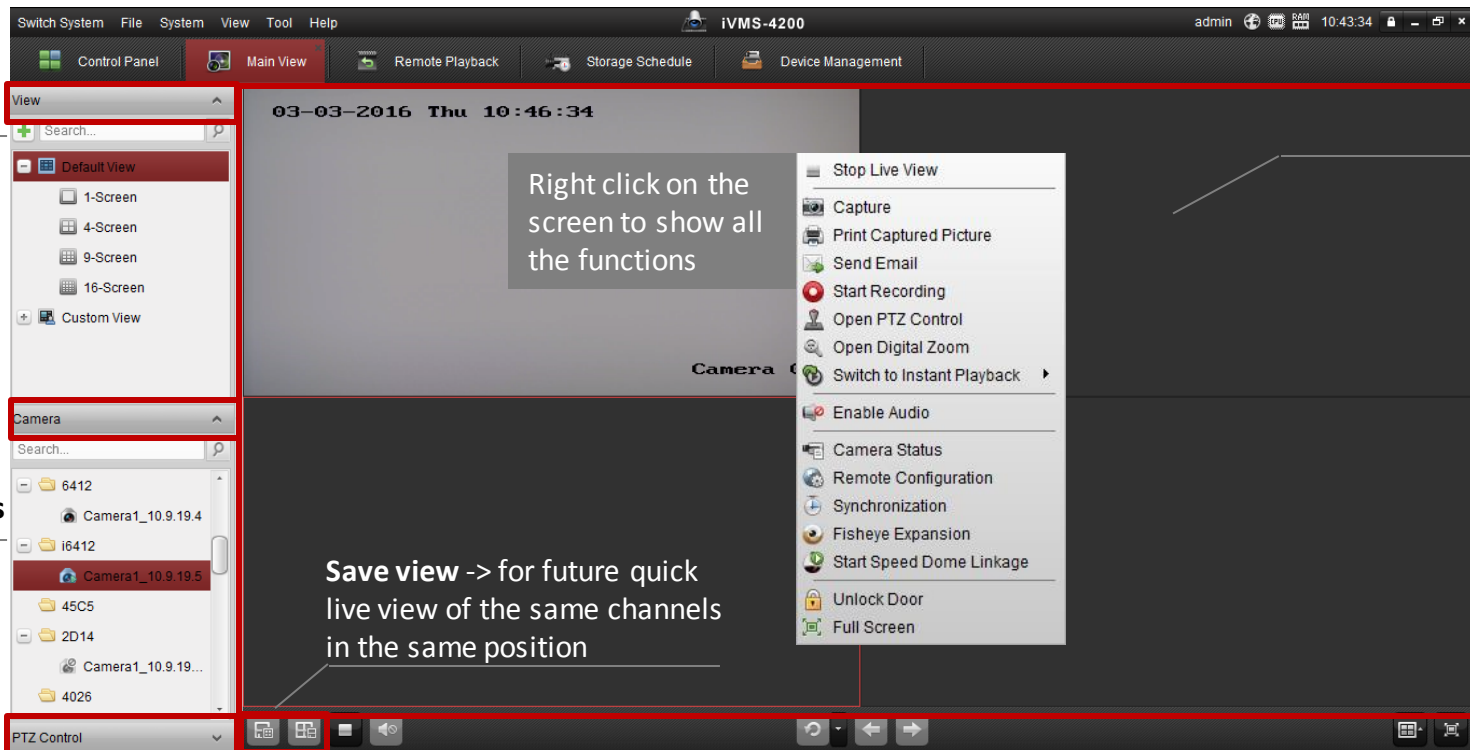 Switch System File System View Tool Help
iVMS-4200
admin CPU RAM 10:43:34
Control Panel
Main View
Remote Playback
Storage Schedule
Device Management
View
Search...
Default View
1-Screen
4-Screen
9-Screen
16-Screen
Custom View
Camera
Search...
6412
Camera1_10.9.19.4
i6412
Camera1_10.9.19.5
45C5
2D14
Camera1_10.9.19...
4026
PTZ Control
s
03-03-2016 Thu 10:46:34
Camera
Right click on the
screen to show all
the functions
Stop Live View
Capture
Print Captured Picture
Send Email
Start Recording
Open PTZ Control
Open Digital Zoom
Switch to Instant Playback
Enable Audio
Camera Status
Remote Configuration
Synchronization
Fisheye Expansion
Start Speed Dome Linkage
Unlock Door
Full Screen
Save view -> for future quick
live view of the same channels
in the same position